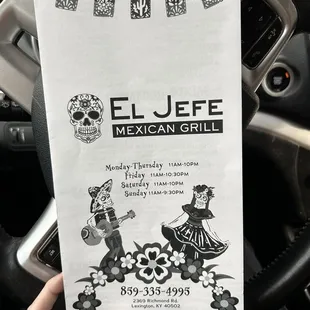 EL JEFE
MEXICAN GRILL
Monday-Thursday 11AM-10PM
Friday 11AM-10:30PM
Saturday 11AM-10PM
Sunday 11AM-9:30PM
859-335-4995
2369 Richmond Rd.
Lexington, KY 40502